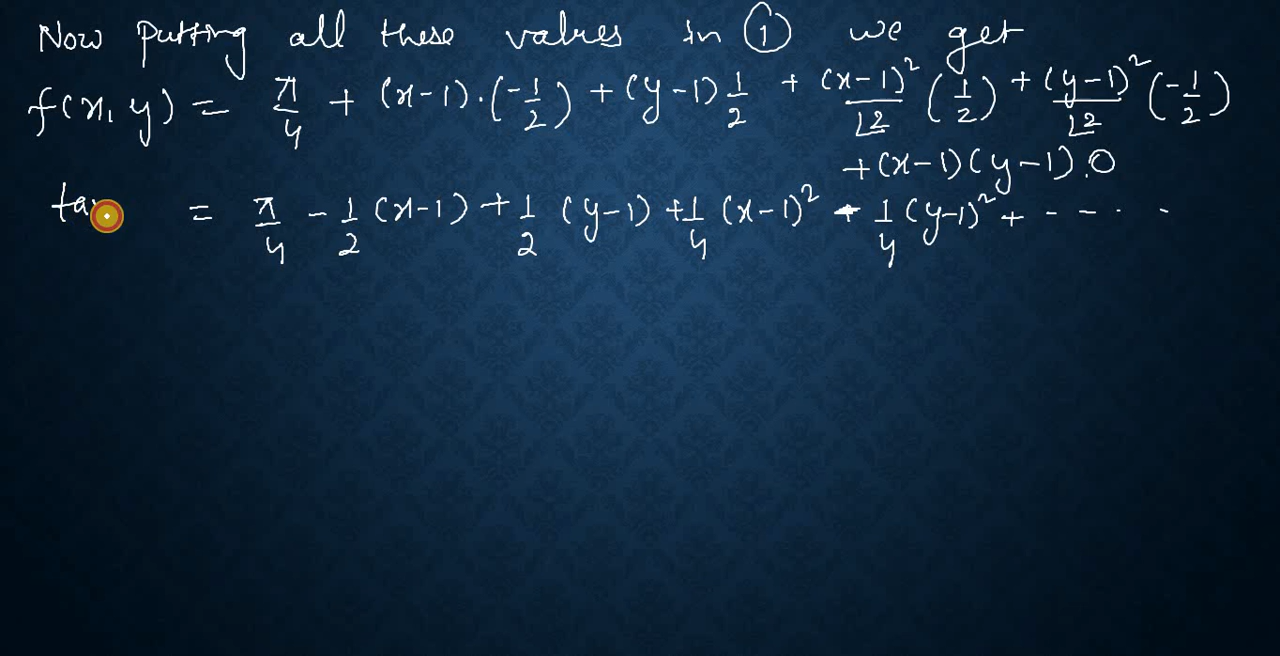 Now putting all these values in ① we get
f(x, y) = π/4 + (x-1).(-1/2) + (y-1) 1/2 + (x-1)²/⌊2 (1/2) + (y-1)²/⌊2 (-1/2)
+ (x-1)(y-1).0
= π/4 - 1/2 (x-1) + 1/2 (y-1) + 1/4 (x-1)² - 1/4 (y-1)² + - - - - -